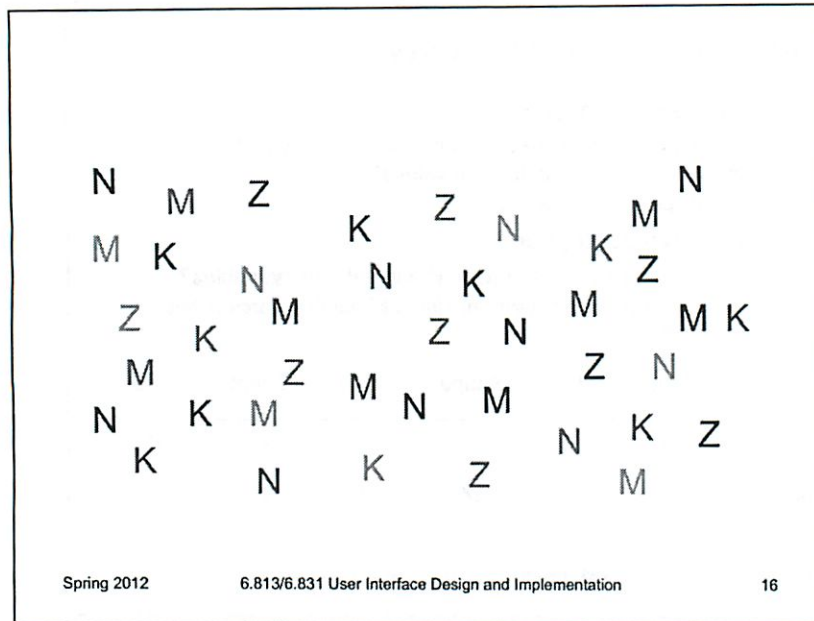 N M Z K Z N K M N
M K N N K M Z
Z K M Z N M K
M Z M N M Z N
N K M N K Z
K N K Z M
Spring 2012 6.813/6.831 User Interface Design and Implementation 16